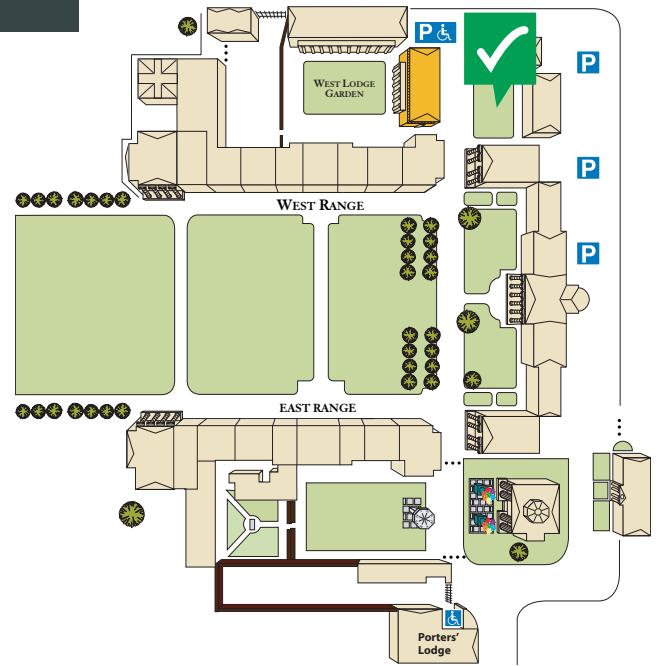 P
P
WEST LODGE
GARDEN
P
WEST RANGE
P
EAST RANGE
Porters'
Lodge